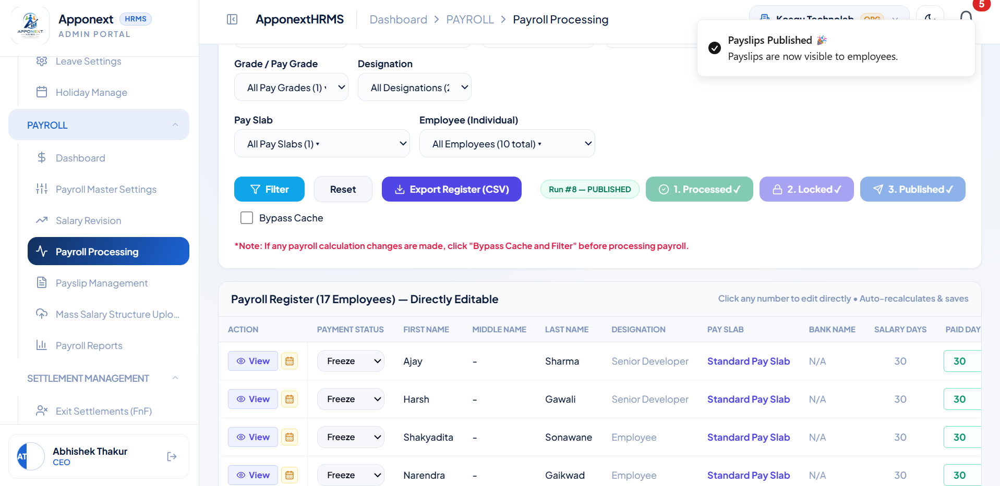 Apponext HRMS
ADMIN PORTAL
APPONEXT
HRMS
Leave Settings
Holiday Manage
PAYROLL
Dashboard
Payroll Master Settings
Salary Revision
Payroll Processing
Payslip Management
Mass Salary Structure Uplo...
Payroll Reports
SETTLEMENT MANAGEMENT
Exit Settlements (FnF)
AT
Abhishek Thakur
CEO
ApponextHRMS
Dashboard > PAYROLL > Payroll Processing
ORG
5
Payslips Published 🎉
Payslips are now visible to employees.
Grade / Pay Grade Designation
All Pay Grades (1) All Designations (2
Pay Slab Employee (Individual)
All Pay Slabs (1) ▾ All Employees (10 total) ▾
Filter Reset Export Register (CSV) Run #8 — PUBLISHED 1. Processed ✓ 2. Locked ✓ 3. Published ✓
Bypass Cache
*Note: If any payroll calculation changes are made, click "Bypass Cache and Filter" before processing payroll.
Payroll Register (17 Employees) — Directly Editable Click any number to edit directly • Auto-recalculates & saves
ACTION PAYMENT STATUS FIRST NAME MIDDLE NAME LAST NAME DESIGNATION PAY SLAB BANK NAME SALARY DAYS PAID DAY
View Freeze Ajay - Sharma Senior Developer Standard Pay Slab N/A 30 30
View Freeze Harsh - Gawali Senior Developer Standard Pay Slab N/A 30 30
View Freeze Shakyadita - Sonawane Employee Standard Pay Slab N/A 30 30
View Freeze Narendra - Gaikwad Employee Standard Pay Slab N/A 30 30